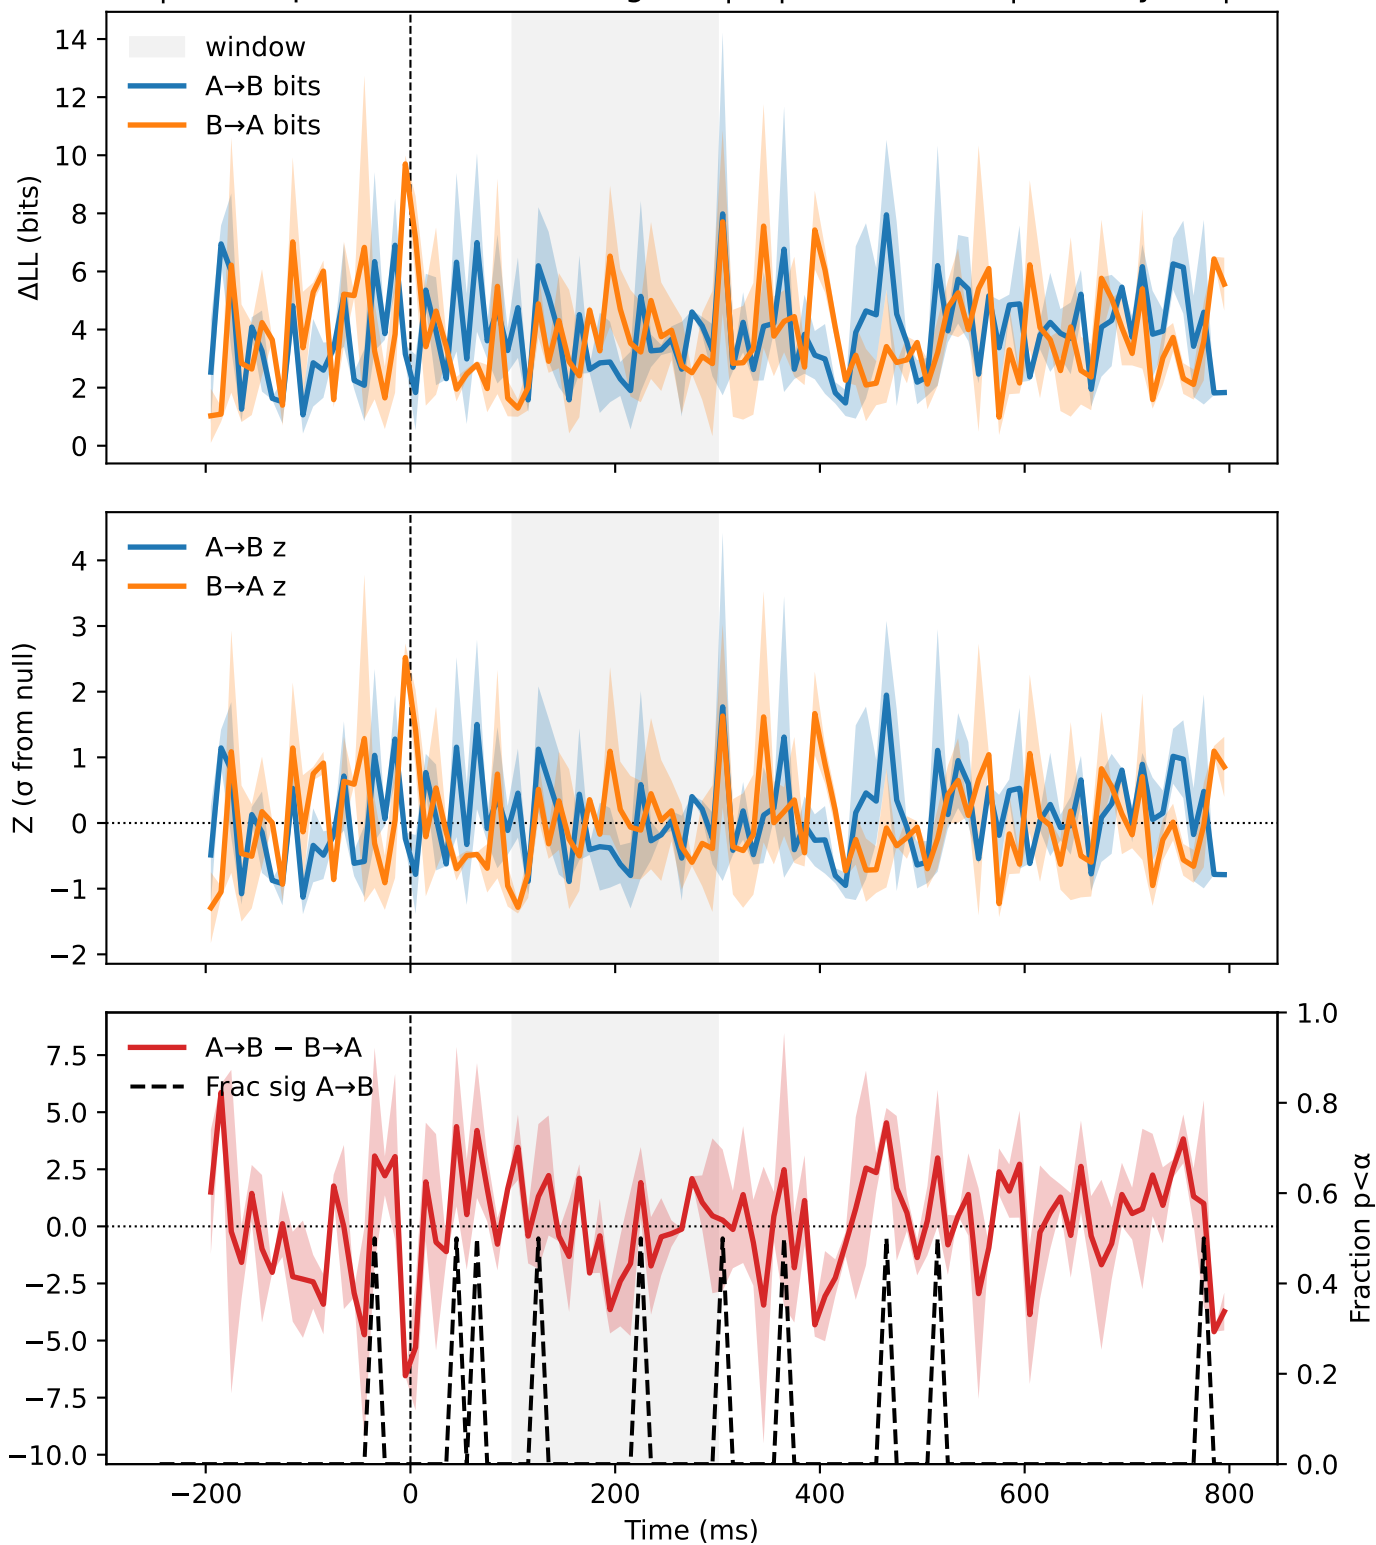 14
12
10
8
6
4
2
0
ΔLL (bits)
window
A→B bits
B→A bits
4
3
2
1
0
−1
−2
Z (σ from null)
A→B z
B→A z
7.5
5.0
2.5
0.0
−2.5
−5.0
−7.5
−10.0
A→B − B→A
Frac sig A→B
1.0
0.8
0.6
0.4
0.2
0.0
Fraction p<α
−200 0 200 400 600 800
Time (ms)